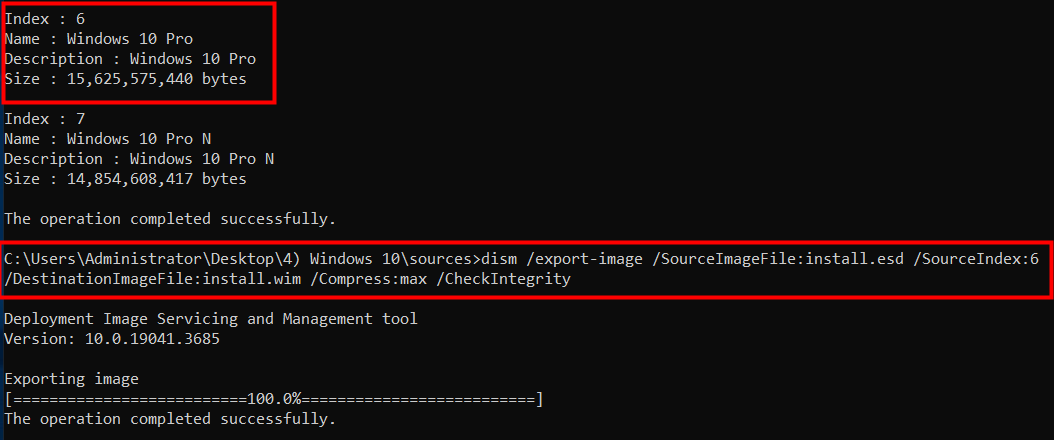 Index : 6
Name : Windows 10 Pro
Description : Windows 10 Pro
Size : 15,625,575,440 bytes
Index : 7
Name : Windows 10 Pro N
Description : Windows 10 Pro N
Size : 14,854,608,417 bytes
The operation completed successfully.
C:\Users\Administrator\Desktop\4) Windows 10\sources>dism /export-image /SourceImageFile:install.esd /SourceIndex:6
/DestinationImageFile:install.wim /Compress:max /CheckIntegrity
Deployment Image Servicing and Management tool
Version: 10.0.19041.3685
Exporting image
[==========================100.0%==========================]
The operation completed successfully.